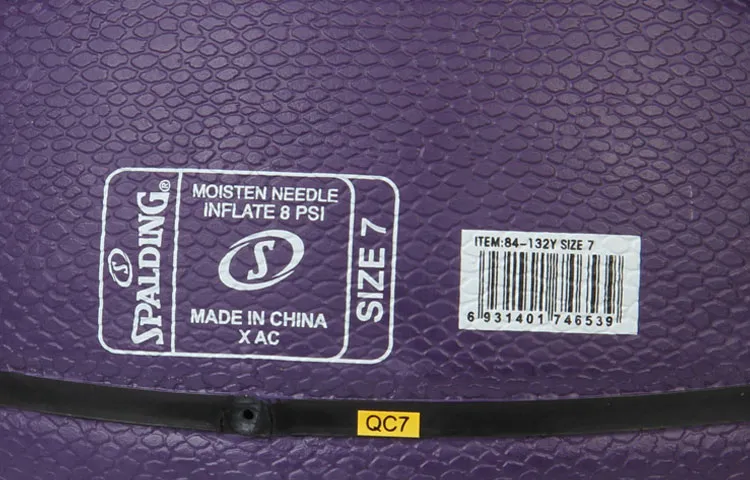 SPALDING®
MOISTEN NEEDLE
INFLATE 8 PSI
S
MADE IN CHINA
X AC
SIZE 7
ITEM:84-132Y SIZE 7
6 931401 746539
QC7